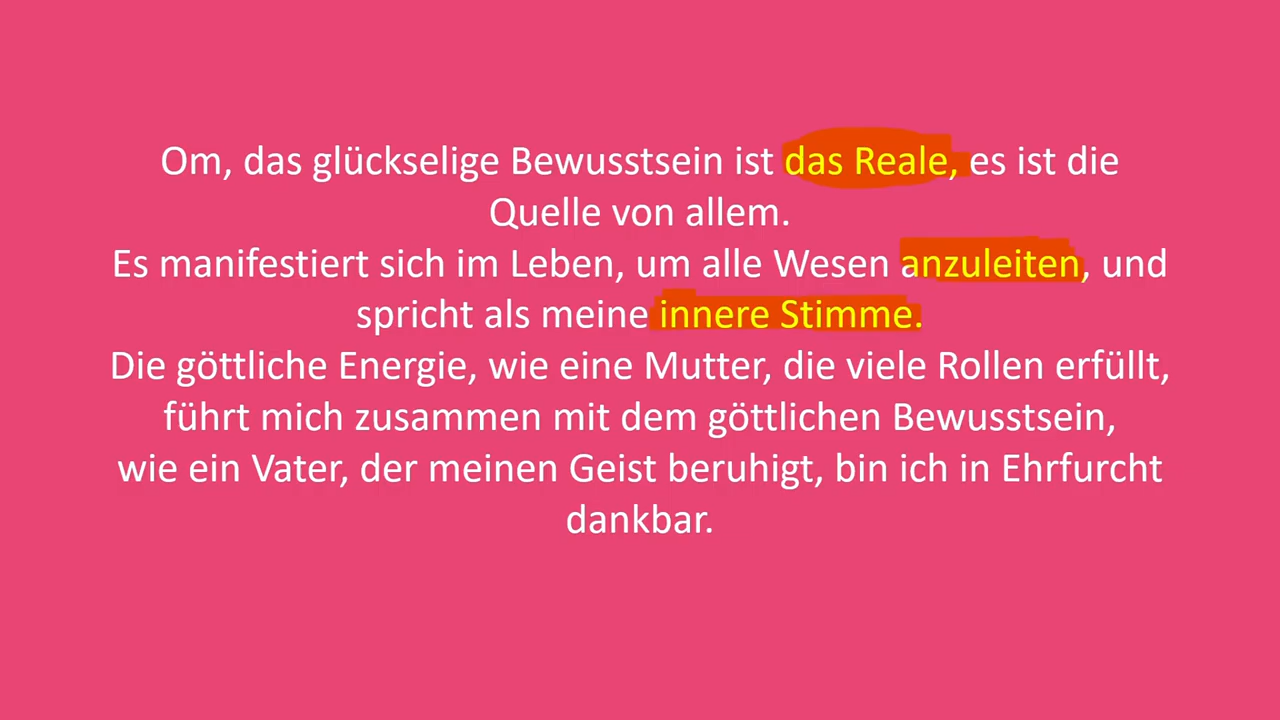 Om, das glückselige Bewusstsein ist das Reale, es ist die
Quelle von allem.
Es manifestiert sich im Leben, um alle Wesen anzuleiten, und
spricht als meine innere Stimme.
Die göttliche Energie, wie eine Mutter, die viele Rollen erfüllt,
führt mich zusammen mit dem göttlichen Bewusstsein,
wie ein Vater, der meinen Geist beruhigt, bin ich in Ehrfurcht
dankbar.